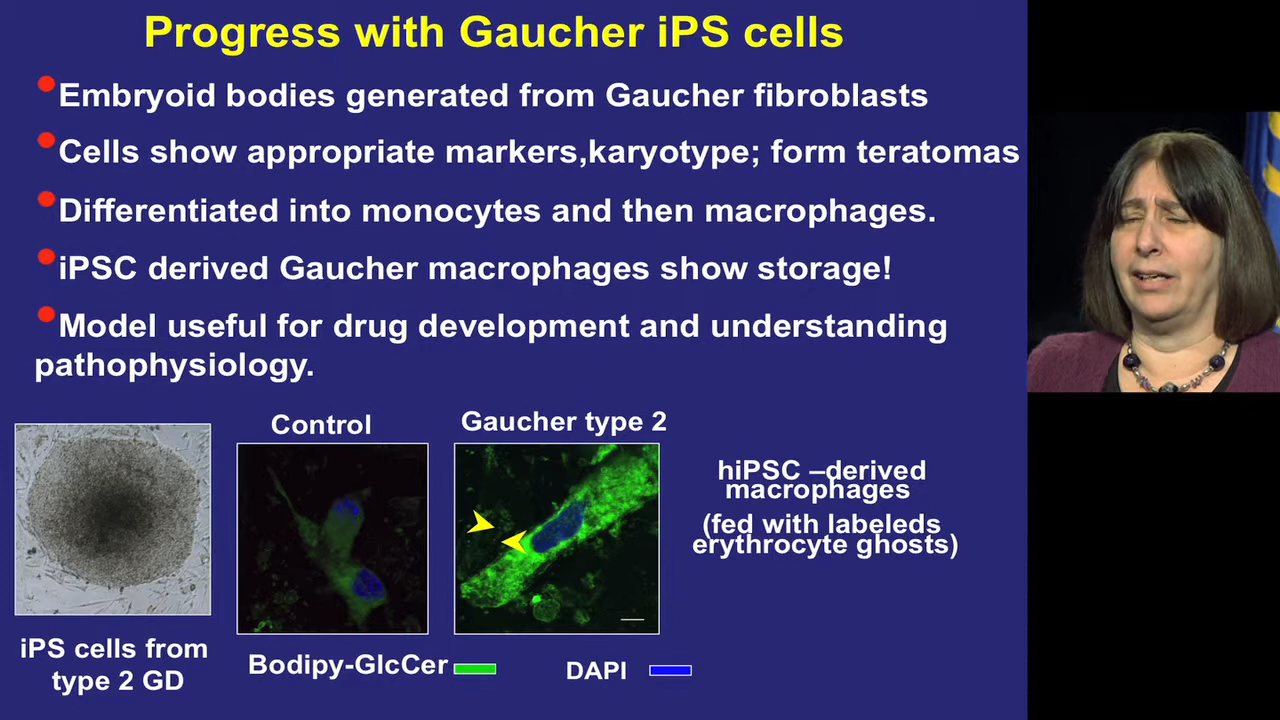 Progress with Gaucher iPS cells
•Embryoid bodies generated from Gaucher fibroblasts
•Cells show appropriate markers,karyotype; form teratomas
•Differentiated into monocytes and then macrophages.
•iPSC derived Gaucher macrophages show storage!
•Model useful for drug development and understanding
pathophysiology.
Control
Gaucher type 2
hiPSC –derived
macrophages
(fed with labeleds
erythrocyte ghosts)
iPS cells from
type 2 GD
Bodipy-GlcCer
DAPI